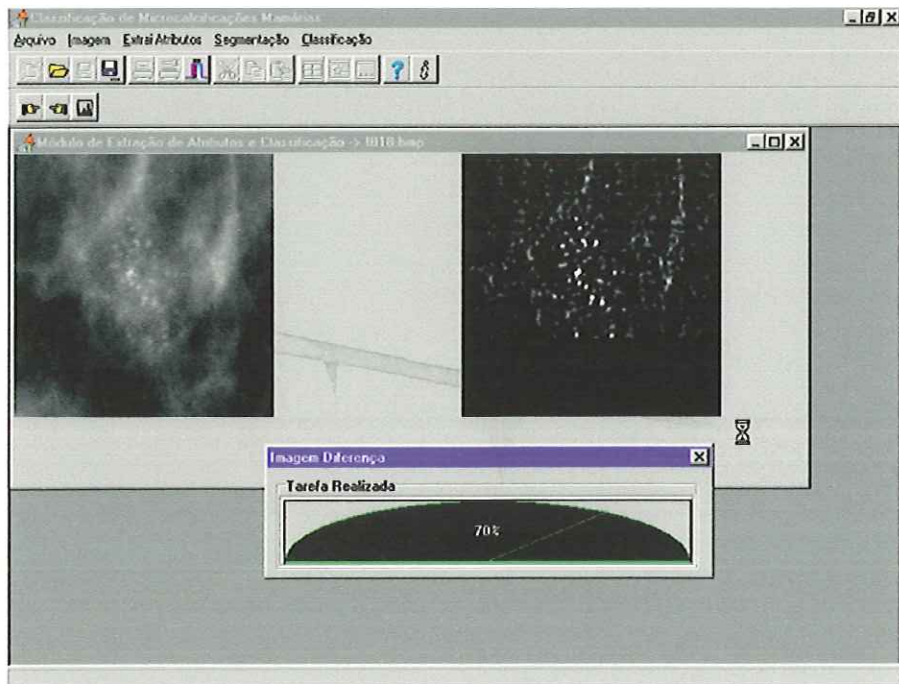 Classificação de Microcalcificações Mamárias
Arquivo Imagem Extrai Atributos Segmentação Classificação
Módulo de Extração de Atributos e Classificação -> I018.bmp
Imagem Diferença
Tarefa Realizada
70%